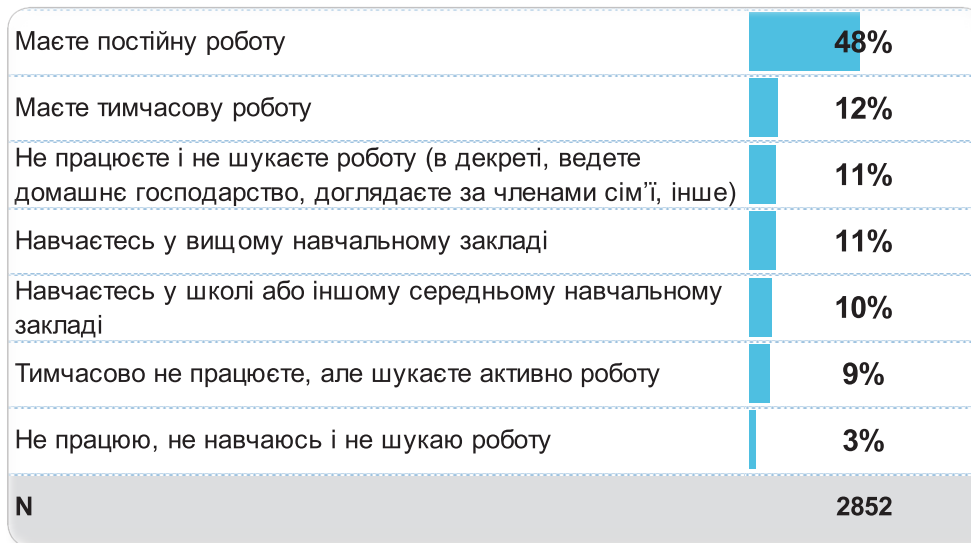 Маєте постійну роботу 48%
Маєте тимчасову роботу 12%
Не працюєте і не шукаєте роботу (в декреті, ведете
домашнє господарство, доглядаєте за членами сім’ї, інше) 11%
Навчаєтесь у вищому навчальному закладі 11%
Навчаєтесь у школі або іншому середньому навчальному
закладі 10%
Тимчасово не працюєте, але шукаєте активно роботу 9%
Не працюю, не навчаюсь і не шукаю роботу 3%
N 2852